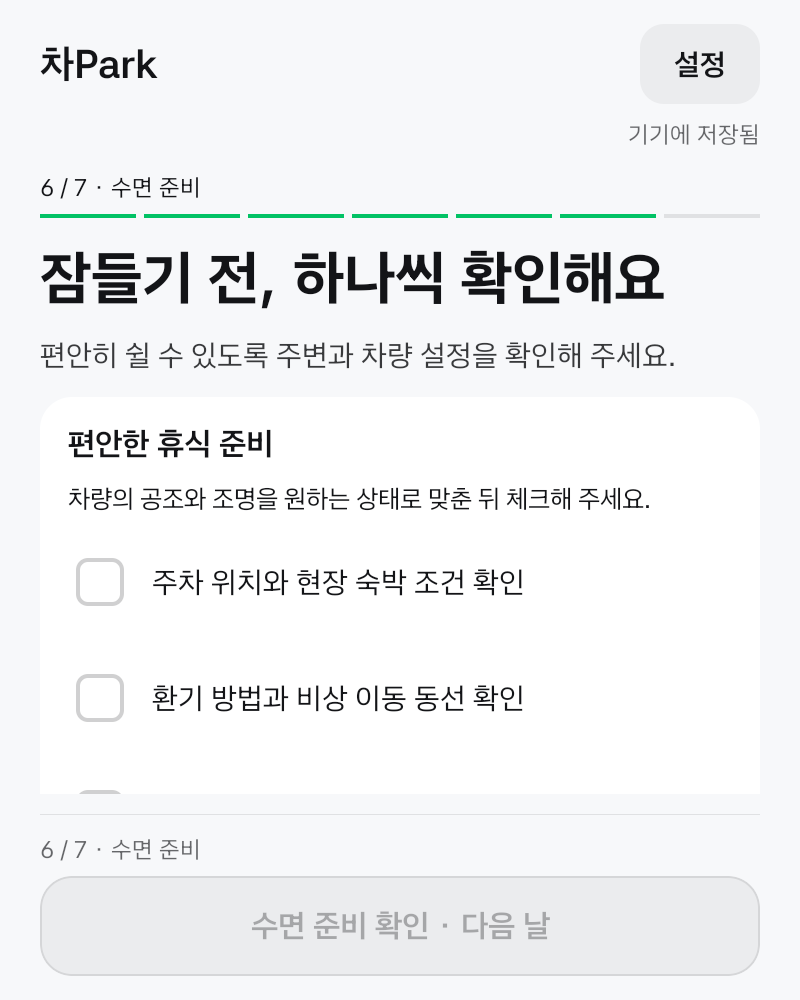 차Park
설정
기기에 저장됨
6 / 7 · 수면 준비
잠들기 전, 하나씩 확인해요
편안히 쉴 수 있도록 주변과 차량 설정을 확인해 주세요.
편안한 휴식 준비
차량의 공조와 조명을 원하는 상태로 맞춘 뒤 체크해 주세요.
주차 위치와 현장 숙박 조건 확인
환기 방법과 비상 이동 동선 확인
6 / 7 · 수면 준비
수면 준비 확인 · 다음 날